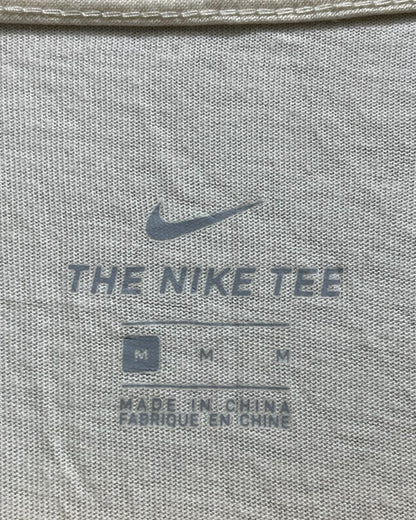 THE NIKE TEE
M M M
MADE IN CHINA
FABRIQUE EN CHINE